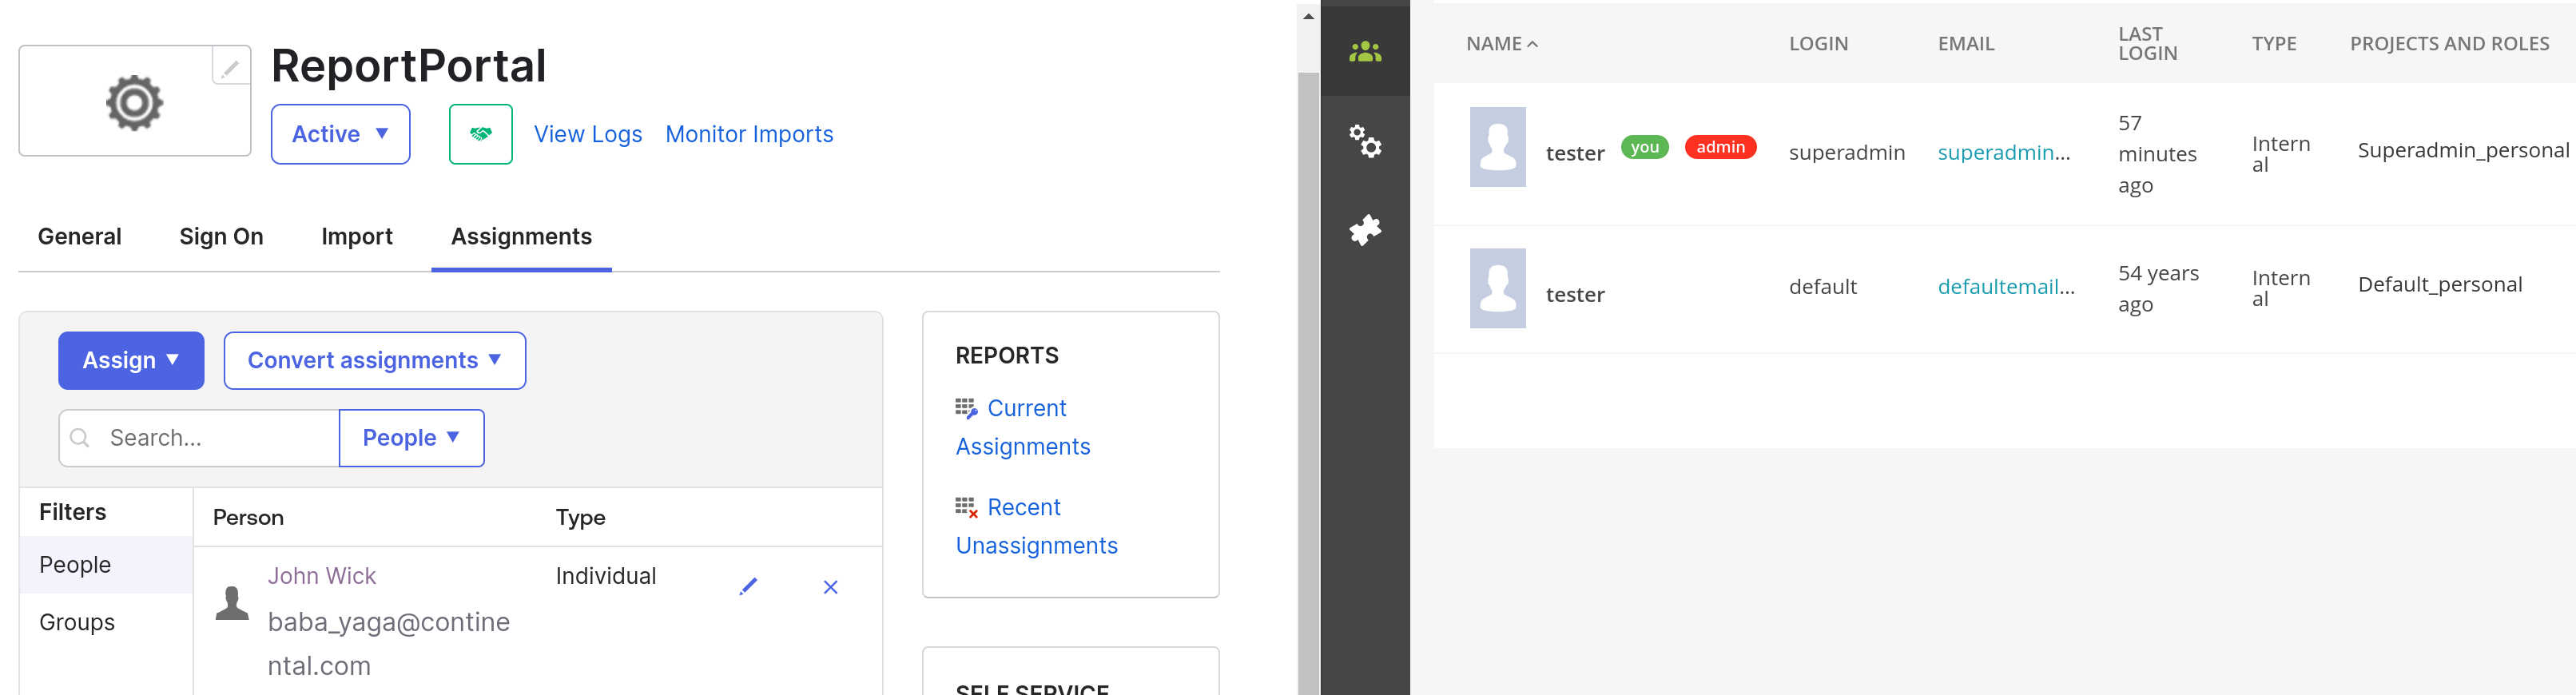 ReportPortal
Active ▼
View Logs
Monitor Imports
General
Sign On
Import
Assignments
Assign ▼
Convert assignments ▼
Search...
People ▼
Filters
People
Groups
Person
Type
John Wick
Individual
baba_yaga@contine
ntal.com
REPORTS
Current
Assignments
Recent
Unassignments
SELF SERVICE
NAME
LOGIN
EMAIL
LAST
LOGIN
TYPE
PROJECTS AND ROLES
tester
you
admin
superadmin
superadmin...
57
minutes
ago
Intern
al
Superadmin_personal
tester
default
defaultemail...
54 years
ago
Intern
al
Default_personal